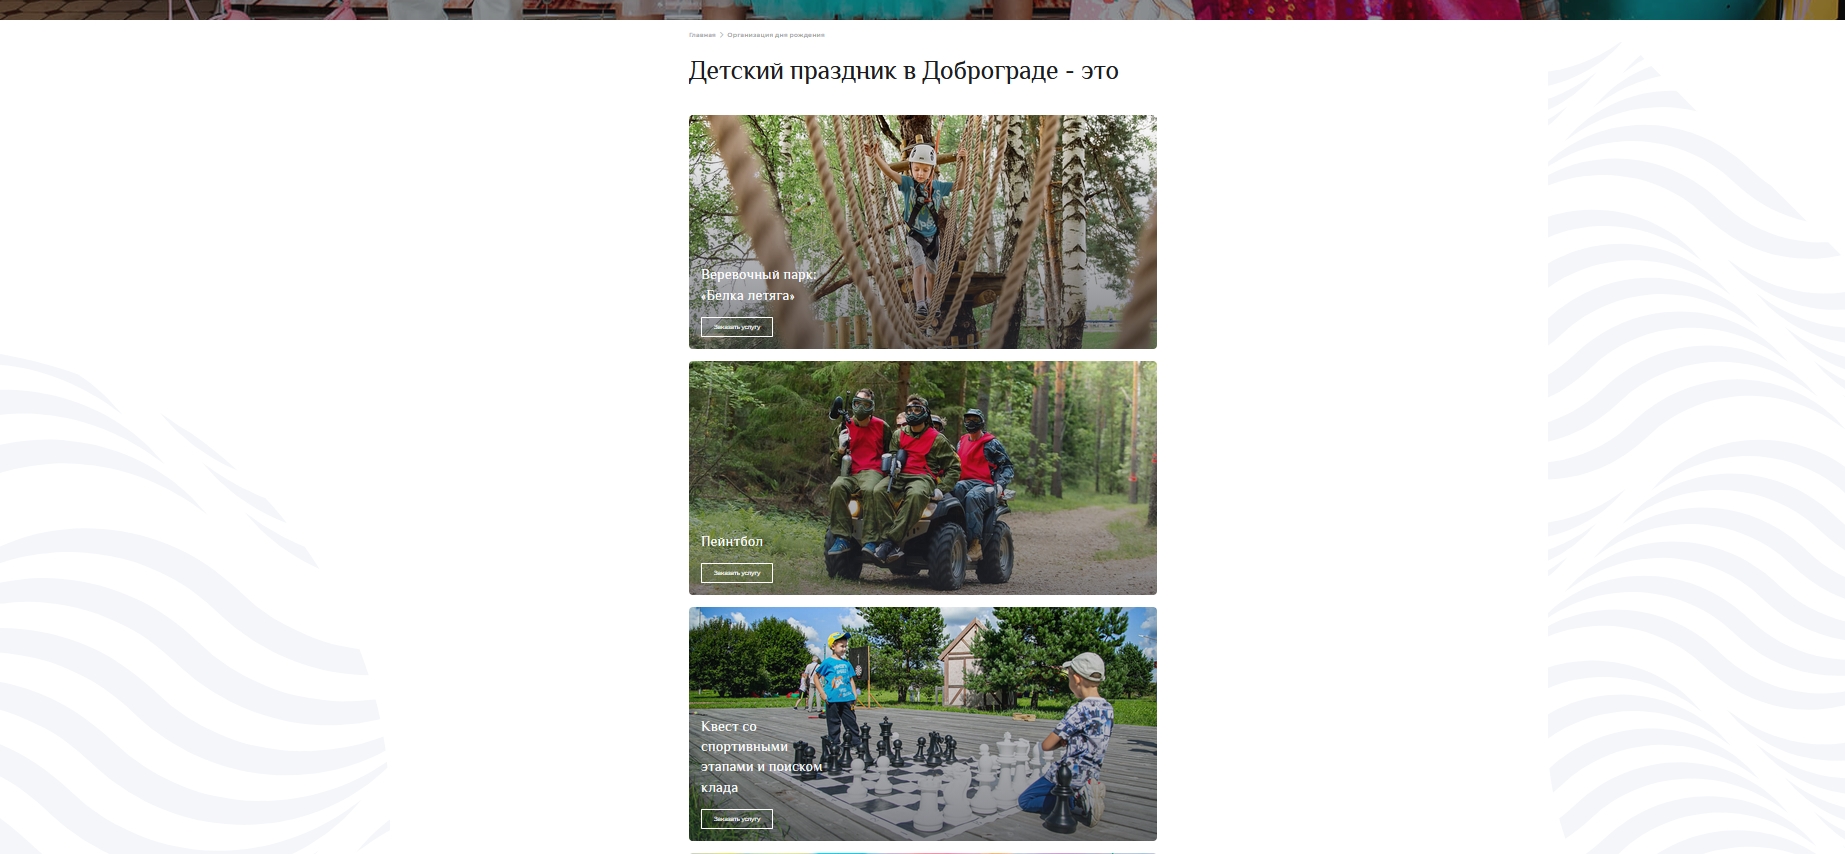 Главная > Организация дня рождения
Детский праздник в Доброграде - это
Веревочный парк:
«Белка летяга»
Заказать услугу
Пейнтбол
Заказать услугу
Квест со
спортивными
этапами и поиском
клада
Заказать услугу